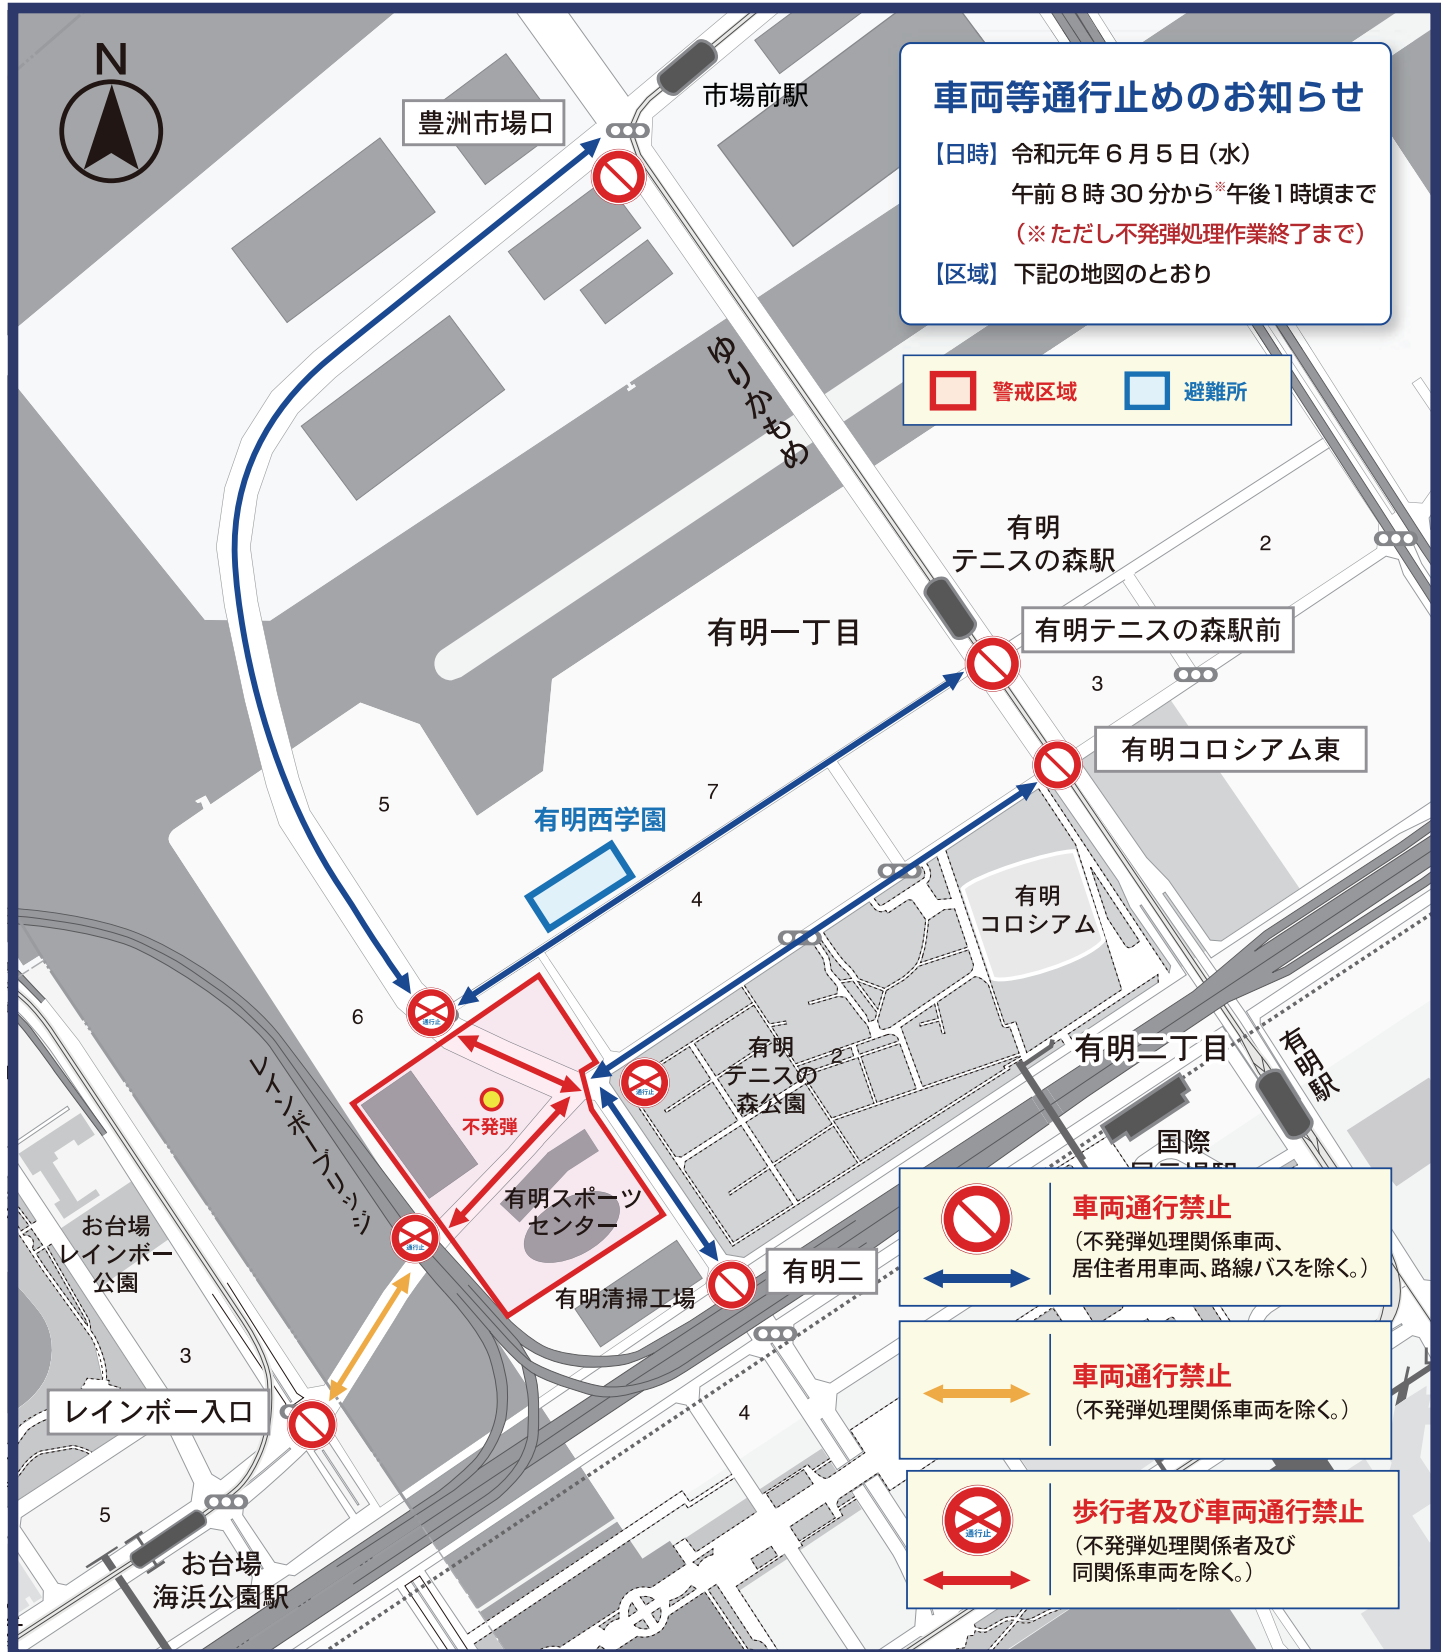 N
市場前駅
豊洲市場口
車両等通行止めのお知らせ
【日時】令和元年6月5日(水)
午前8時30分から※午後1時頃まで
(※ただし不発弾処理作業終了まで)
【区域】下記の地図のとおり
警戒区域
避難所
ゆりかもめ
有明
テニスの森駅
2
有明一丁目
有明テニスの森駅前
3
有明コロシアム東
5
7
有明西学園
4
有明
コロシアム
6
通行止
不発弾
通行止
有明
テニスの
森公園
2
有明二丁目
有明駅
国際
レインボーブリッジ
有明スポーツ
センター
通行止
お台場
レインボー
公園
有明二
有明清掃工場
車両通行禁止
(不発弾処理関係車両、
居住者用車両、路線バスを除く。)
3
レインボー入口
4
車両通行禁止
(不発弾処理関係車両を除く。)
5
お台場
海浜公園駅
通行止
歩行者及び車両通行禁止
(不発弾処理関係者及び
同関係車両を除く。)